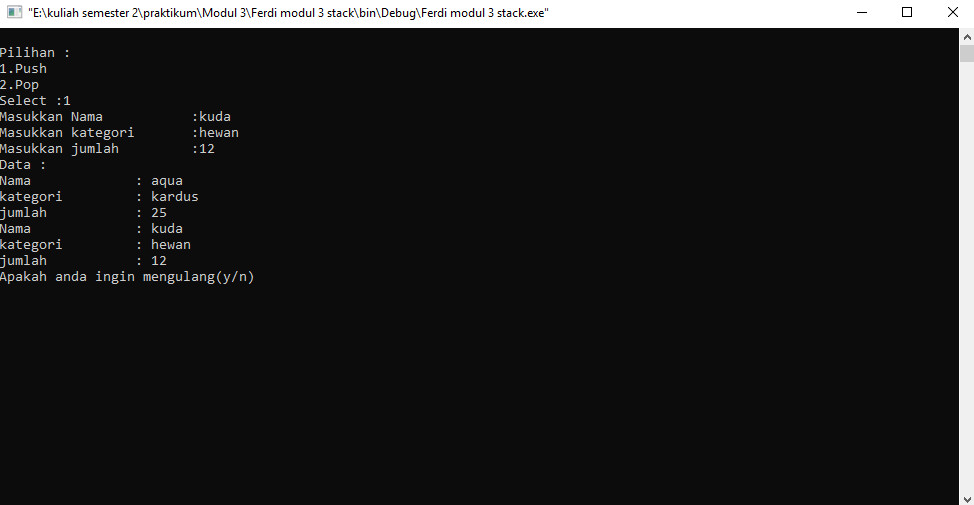 "E:\kuliah semester 2\praktikum\Modul 3\Ferdi modul 3 stack\bin\Debug\Ferdi modul 3 stack.exe"
Pilihan :
1.Push
2.Pop
Select :1
Masukkan Nama           :kuda
Masukkan kategori       :hewan
Masukkan jumlah         :12
Data :
Nama             : aqua
kategori         : kardus
jumlah           : 25
Nama             : kuda
kategori         : hewan
jumlah           : 12
Apakah anda ingin mengulang(y/n)